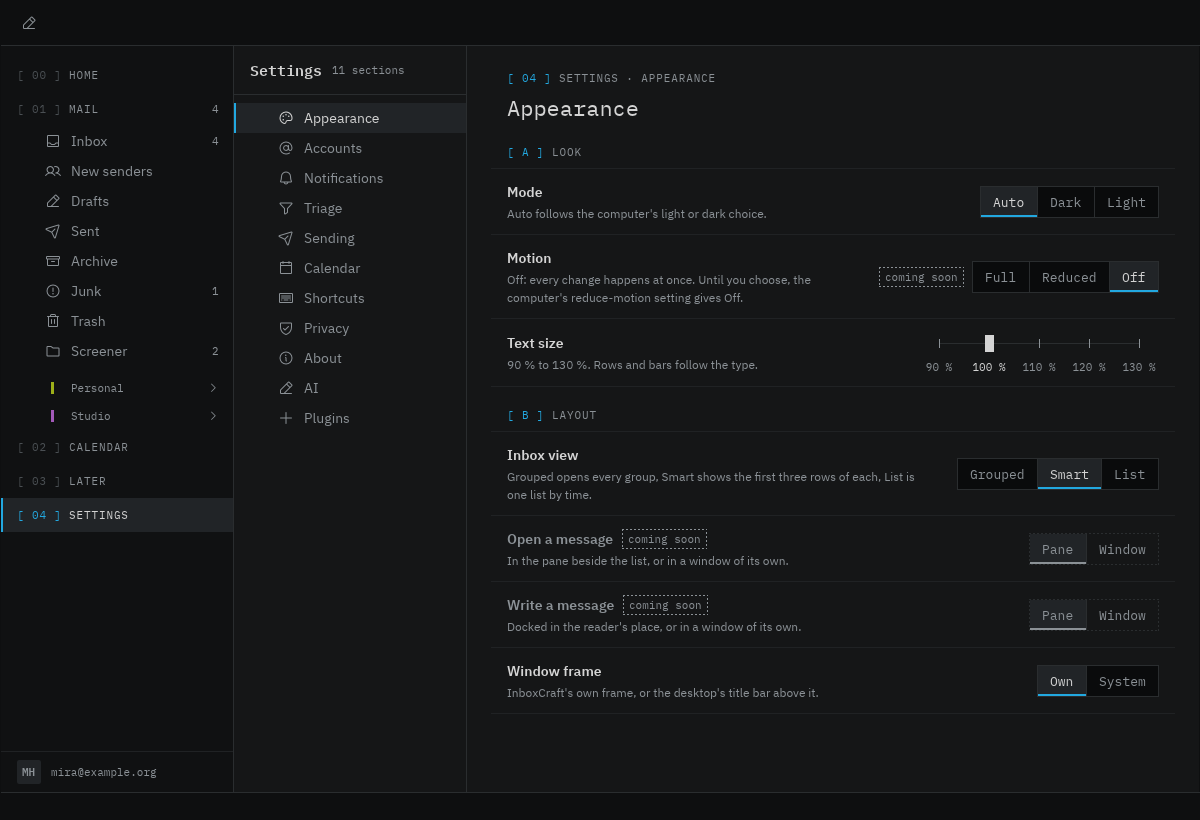 [ 00 ] HOME
[ 01 ] MAIL 4
Inbox 4
New senders
Drafts
Sent
Archive
Junk 1
Trash
Screener 2
Personal
Studio
[ 02 ] CALENDAR
[ 03 ] LATER
[ 04 ] SETTINGS
MH mira@example.org
Settings 11 sections
Appearance
Accounts
Notifications
Triage
Sending
Calendar
Shortcuts
Privacy
About
AI
Plugins
[ 04 ] SETTINGS · APPEARANCE
Appearance
[ A ] LOOK
Mode
Auto follows the computer's light or dark choice.
Auto Dark Light
Motion
Off: every change happens at once. Until you choose, the
computer's reduce-motion setting gives Off.
coming soon Full Reduced Off
Text size
90 % to 130 %. Rows and bars follow the type.
90 % 100 % 110 % 120 % 130 %
[ B ] LAYOUT
Inbox view
Grouped opens every group, Smart shows the first three rows of each, List is
one list by time.
Grouped Smart List
Open a message coming soon
In the pane beside the list, or in a window of its own.
Pane Window
Write a message coming soon
Docked in the reader's place, or in a window of its own.
Pane Window
Window frame
InboxCraft's own frame, or the desktop's title bar above it.
Own System